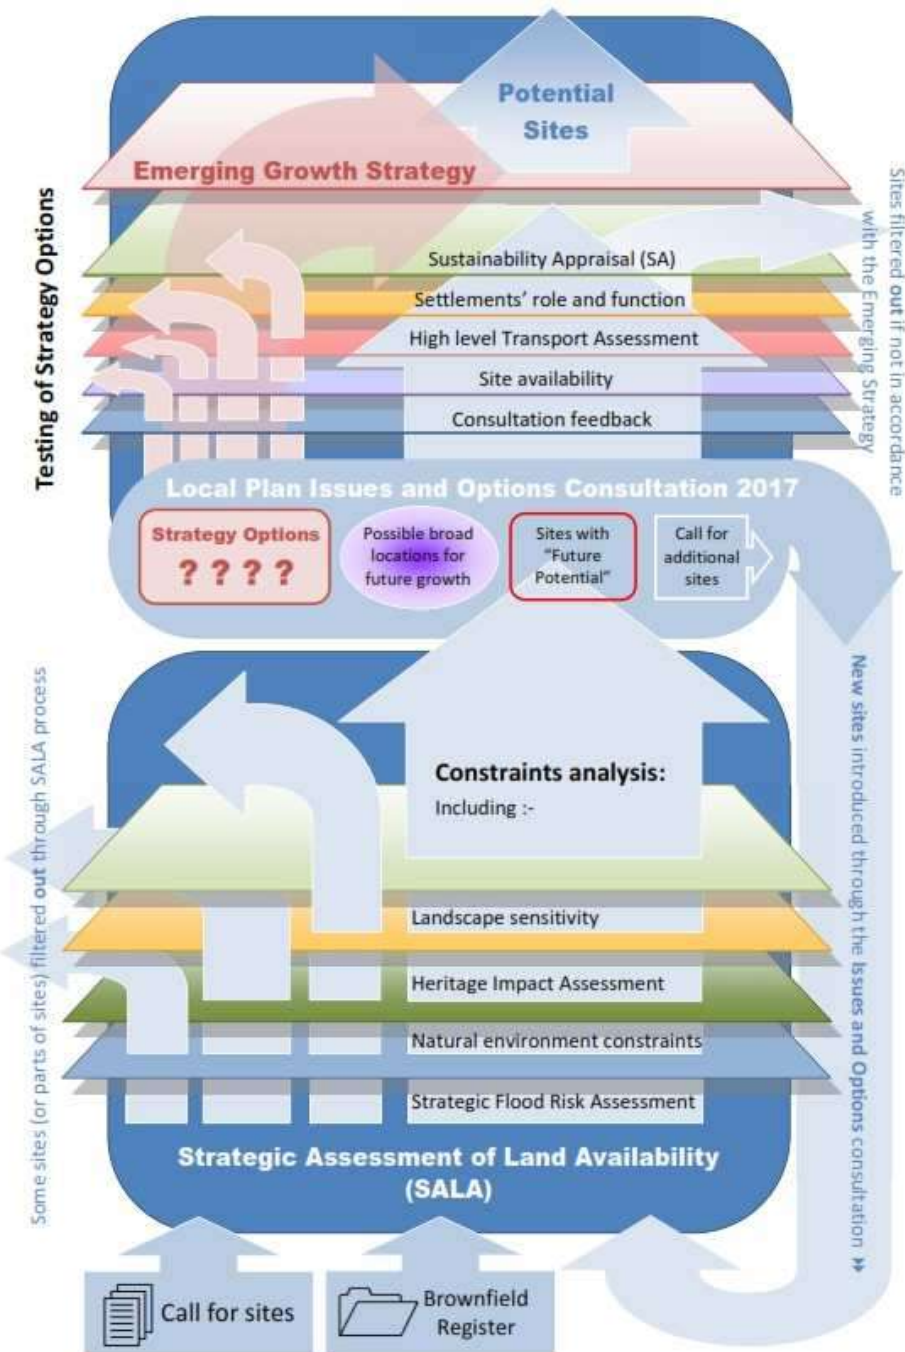 Potential
Sites
Emerging Growth Strategy
Testing of Strategy Options
Sustainability Appraisal (SA)
Settlements' role and function
High level Transport Assessment
Site availability
Consultation feedback
Sites filtered out if not in accordance
with the Emerging Strategy
Local Plan Issues and Options Consultation 2017
Strategy Options
? ? ? ?
Possible broad
locations for
future growth
Sites with
"Future
Potential"
Call for
additional
sites
New sites introduced through the Issues and Options consultation
Some sites (or parts of sites) filtered out through SALA process
Constraints analysis:
Including :-
Landscape sensitivity
Heritage Impact Assessment
Natural environment constraints
Strategic Flood Risk Assessment
Strategic Assessment of Land Availability
(SALA)
Call for sites
Brownfield
Register